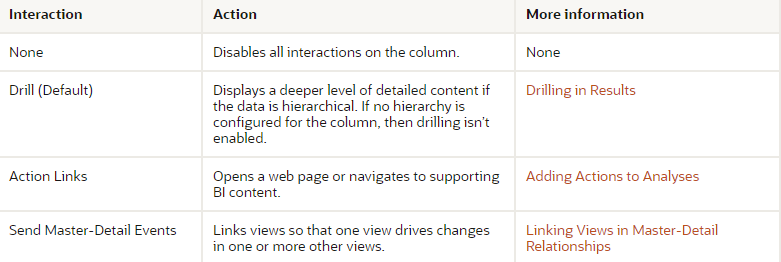 Interaction Action More information
None Disables all interactions on the column. None
Drill (Default) Displays a deeper level of detailed content if Drilling in Results
the data is hierarchical. If no hierarchy is
configured for the column, then drilling isn't
enabled.
Action Links Opens a web page or navigates to supporting Adding Actions to Analyses
BI content.
Send Master-Detail Events Links views so that one view drives changes Linking Views in Master-Detail
in one or more other views. Relationships